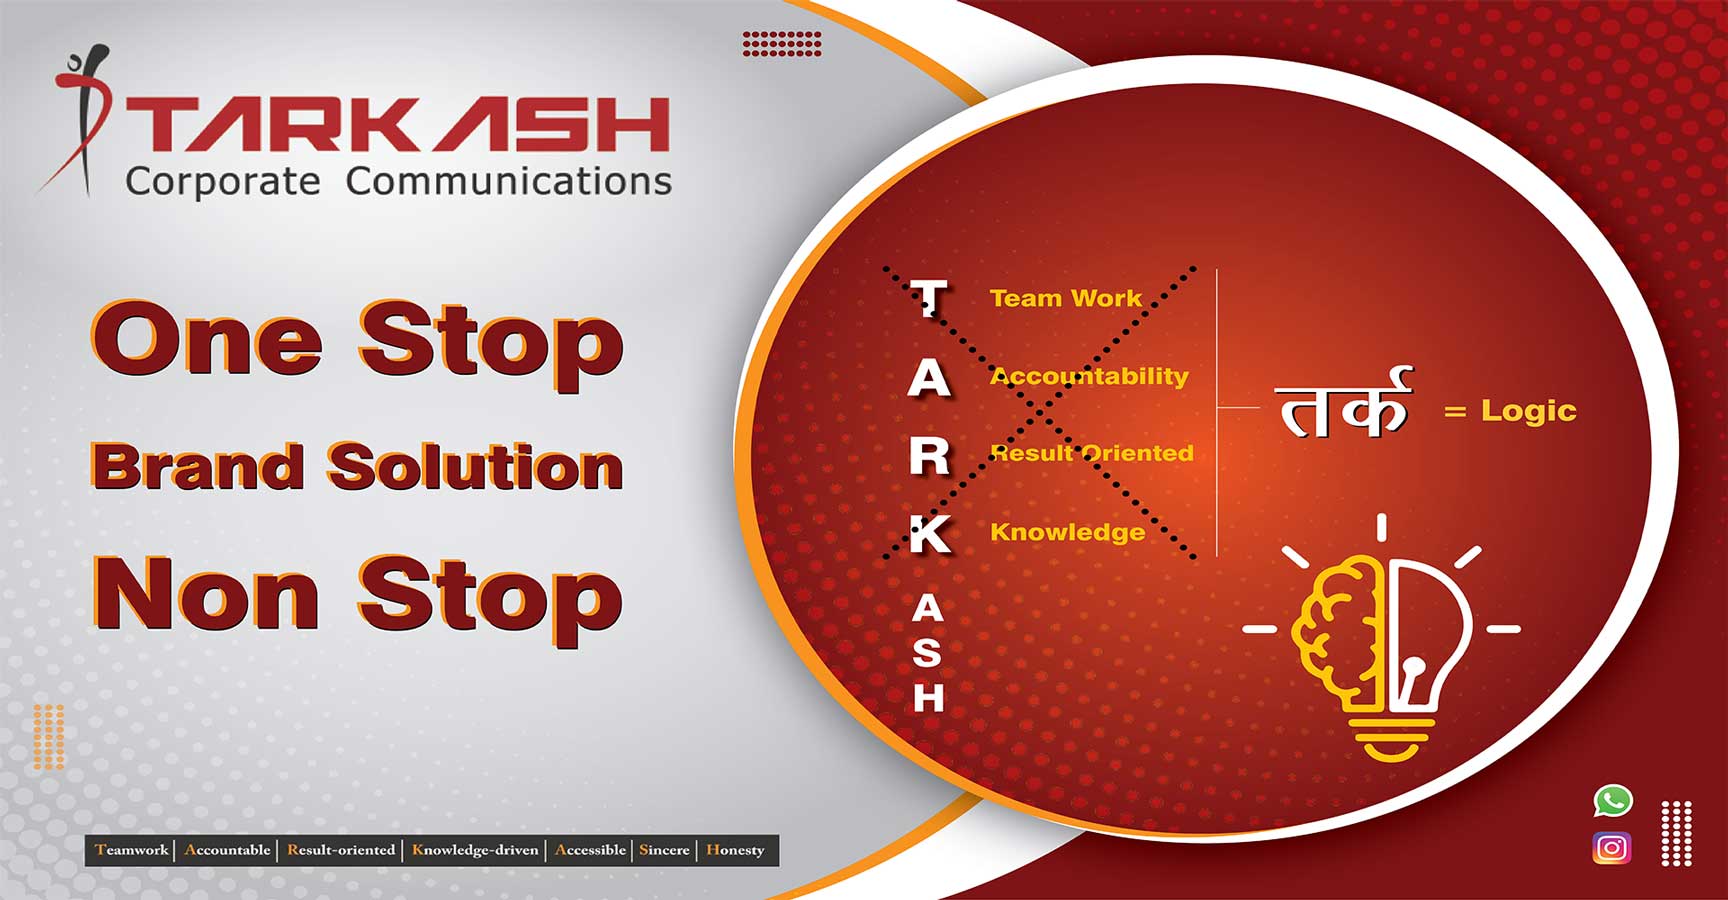 TARKASH
Corporate Communications
One Stop
Brand Solution
Non Stop
Teamwork | Accountable | Result-oriented | Knowledge-driven | Accessible | Sincere | Honesty
T Team Work
A Accountability
R Result Oriented
K Knowledge
A
S
H
तर्क = Logic